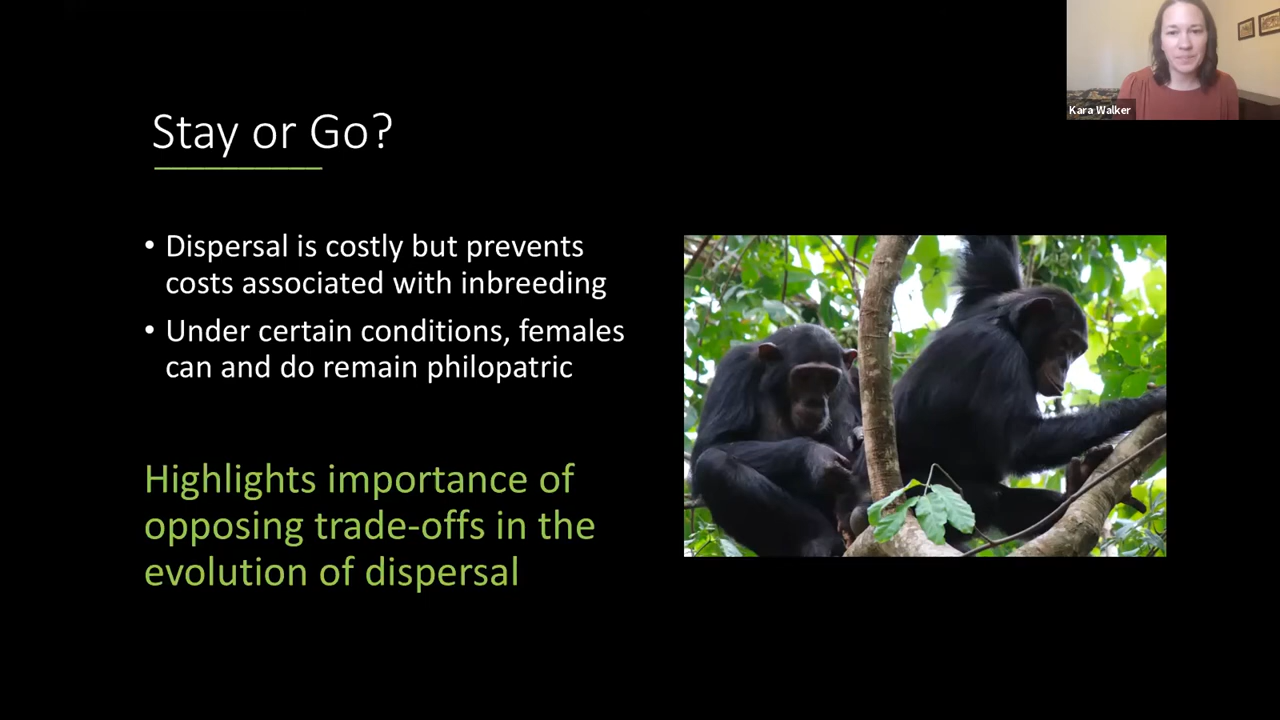 Kara Walker
Stay or Go?
• Dispersal is costly but prevents
costs associated with inbreeding
• Under certain conditions, females
can and do remain philopatric
Highlights importance of
opposing trade-offs in the
evolution of dispersal